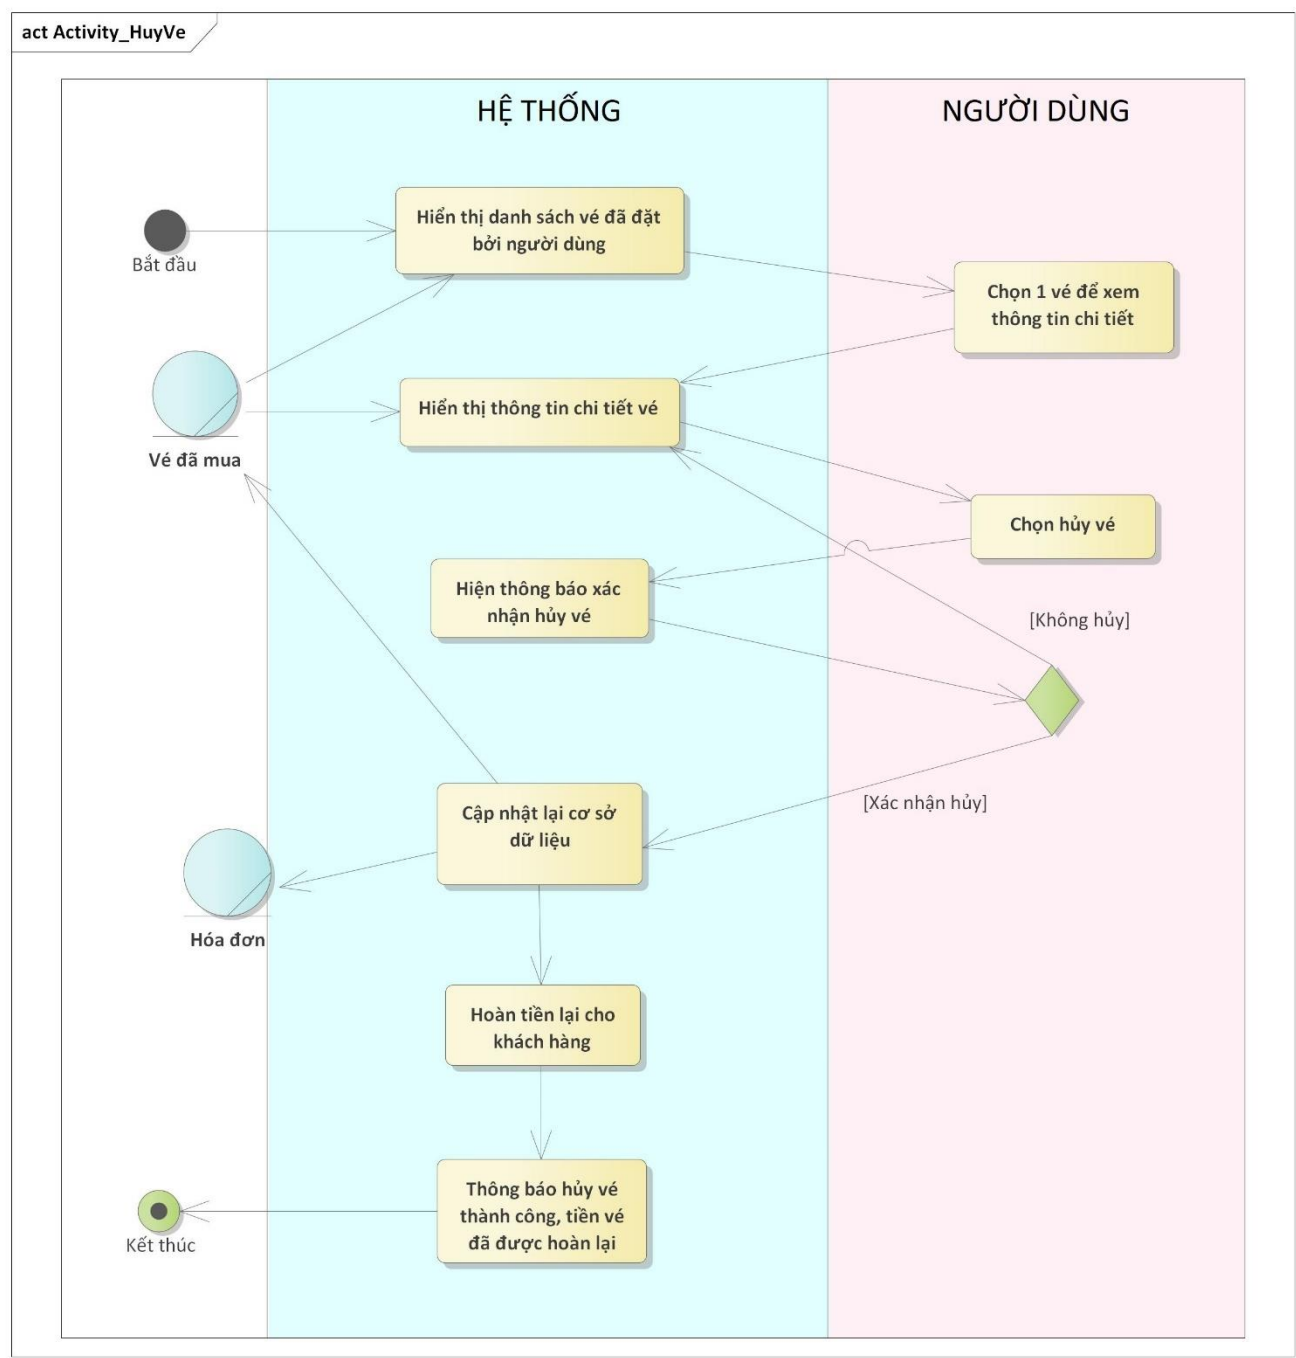 act Activity_HuyVe
HỆ THỐNG
NGƯỜI DÙNG
Hiển thị danh sách vé đã đặt
bởi người dùng
Bắt đầu
Chọn 1 vé để xem
thông tin chi tiết
Hiển thị thông tin chi tiết vé
Vé đã mua
Chọn hủy vé
Hiện thông báo xác
nhận hủy vé
[Không hủy]
[Xác nhận hủy]
Cập nhật lại cơ sở
dữ liệu
Hóa đơn
Hoàn tiền lại cho
khách hàng
Thông báo hủy vé
thành công, tiền vé
đã được hoàn lại
Kết thúc